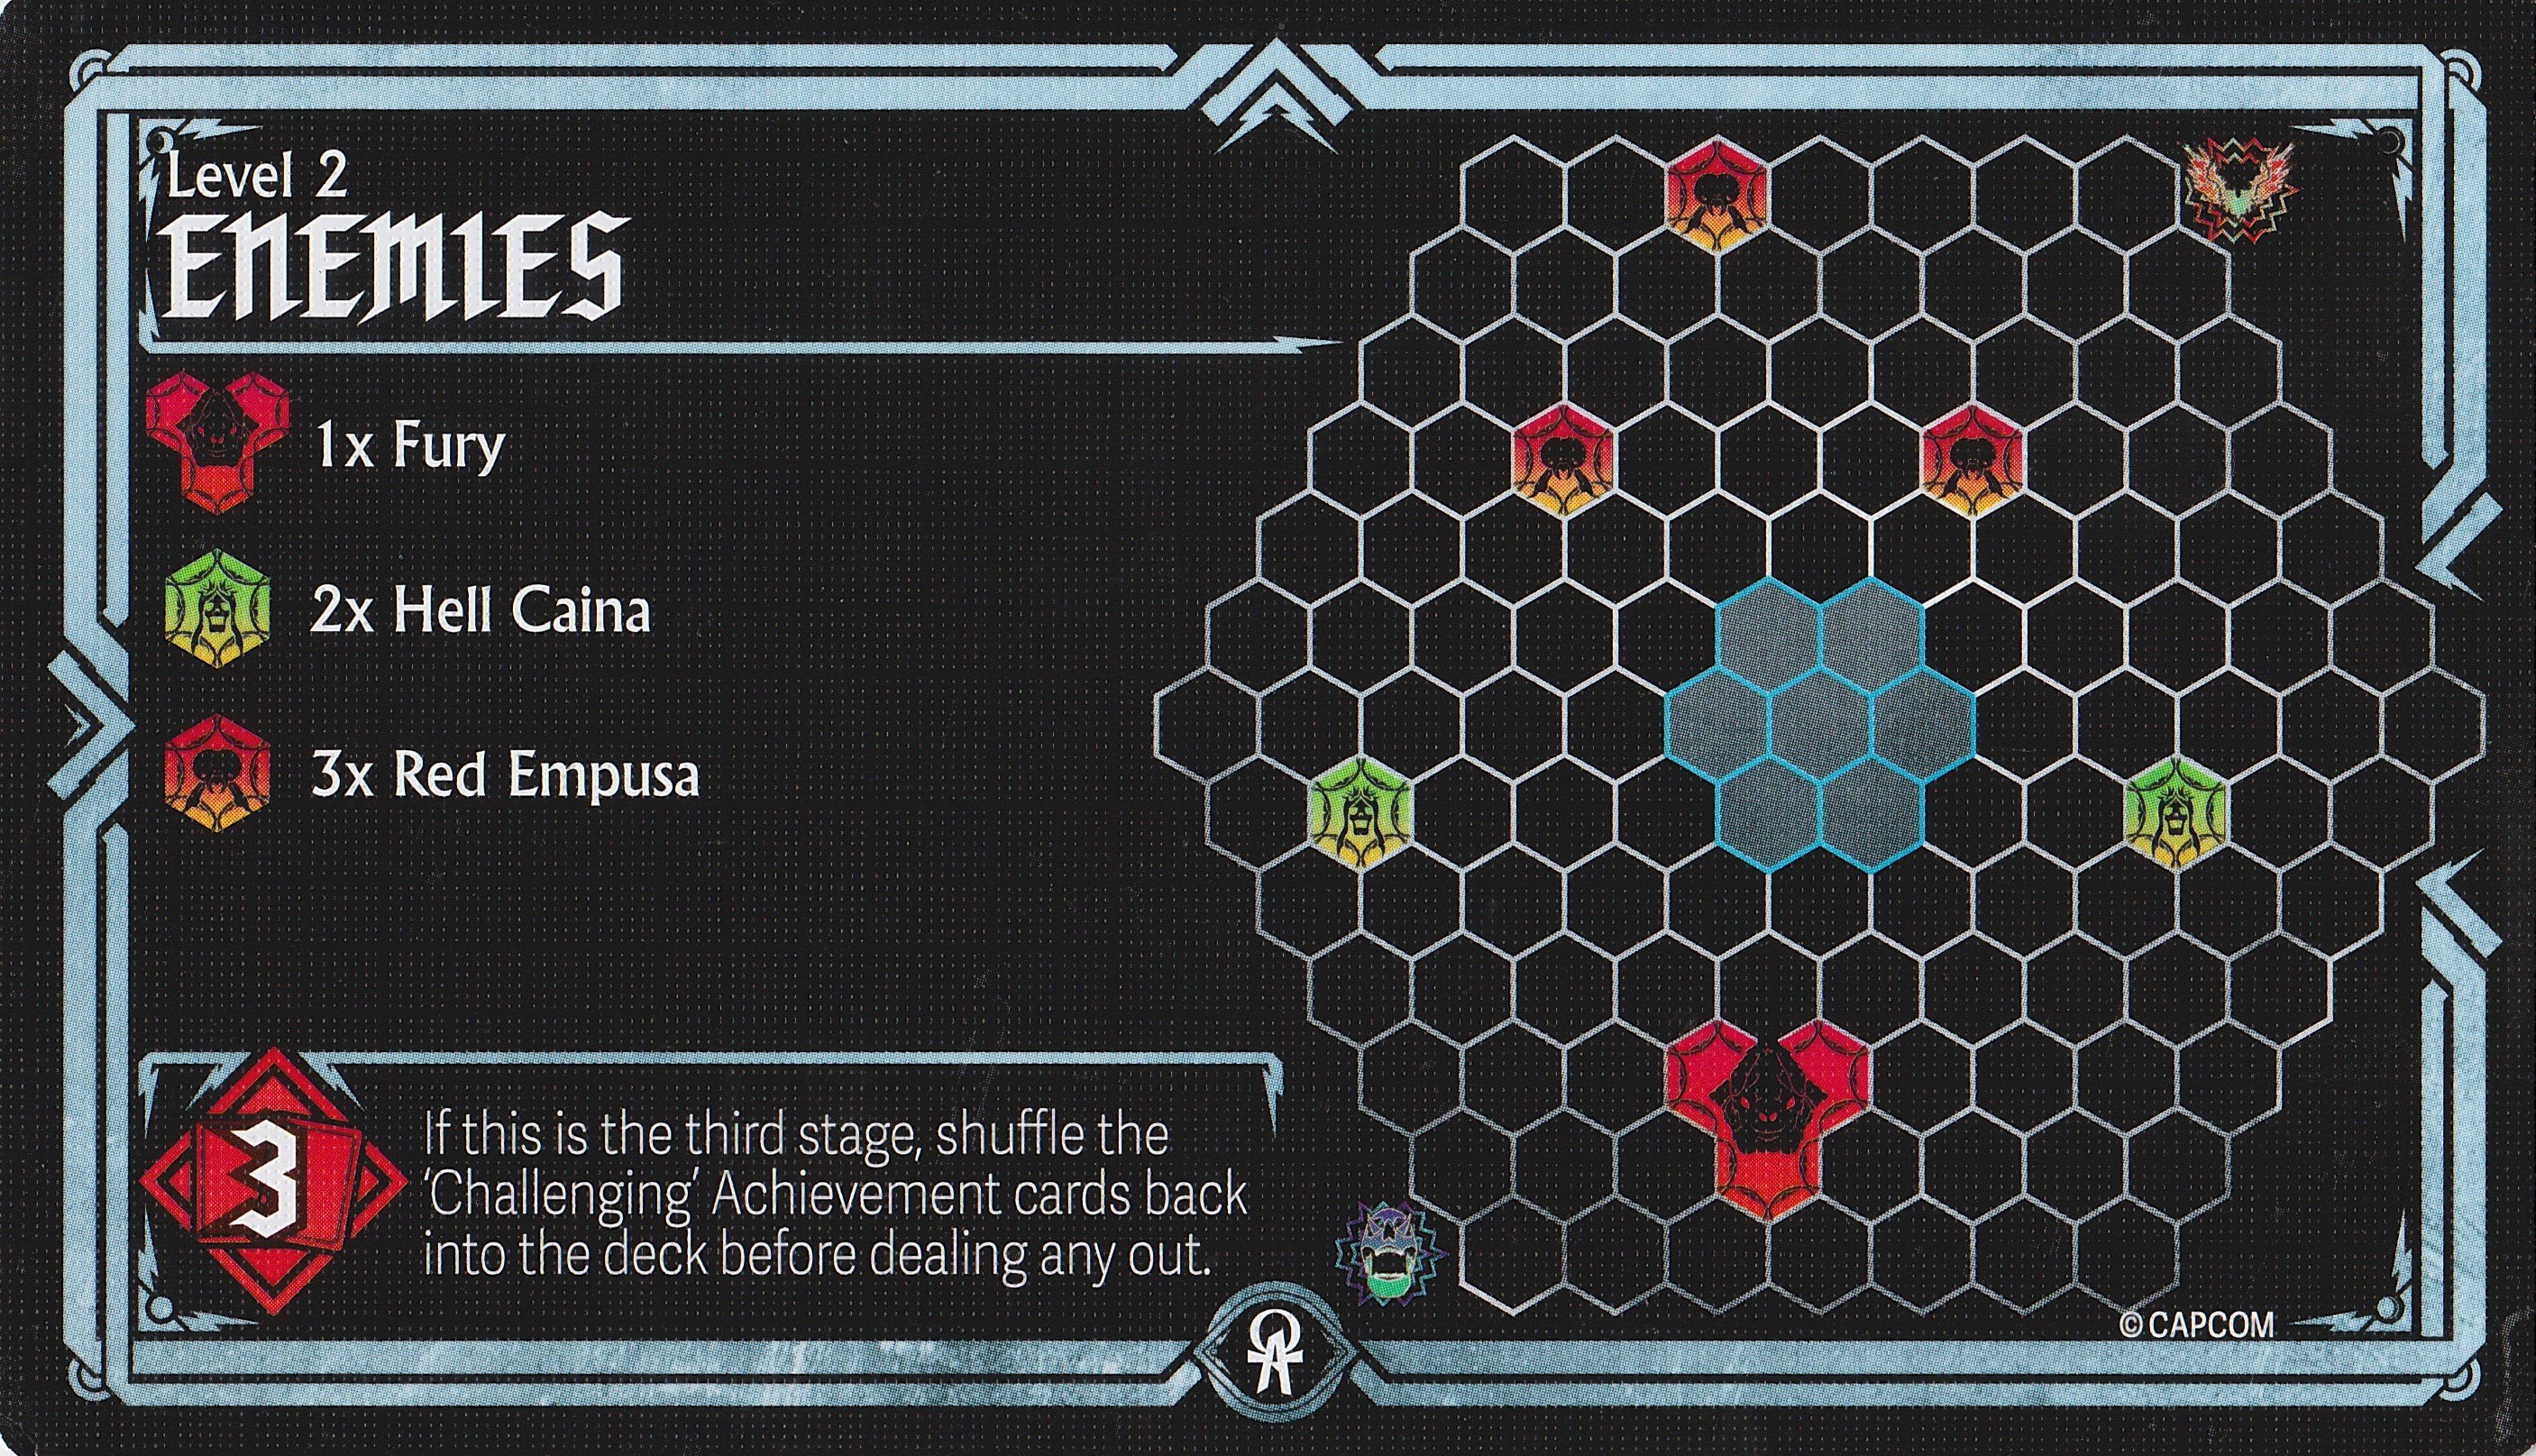 Level 2
ENEMIES
1x Fury
2x Hell Caina
3x Red Empusa
3
If this is the third stage, shuffle the
‘Challenging’ Achievement cards back
into the deck before dealing any out.
© CAPCOM